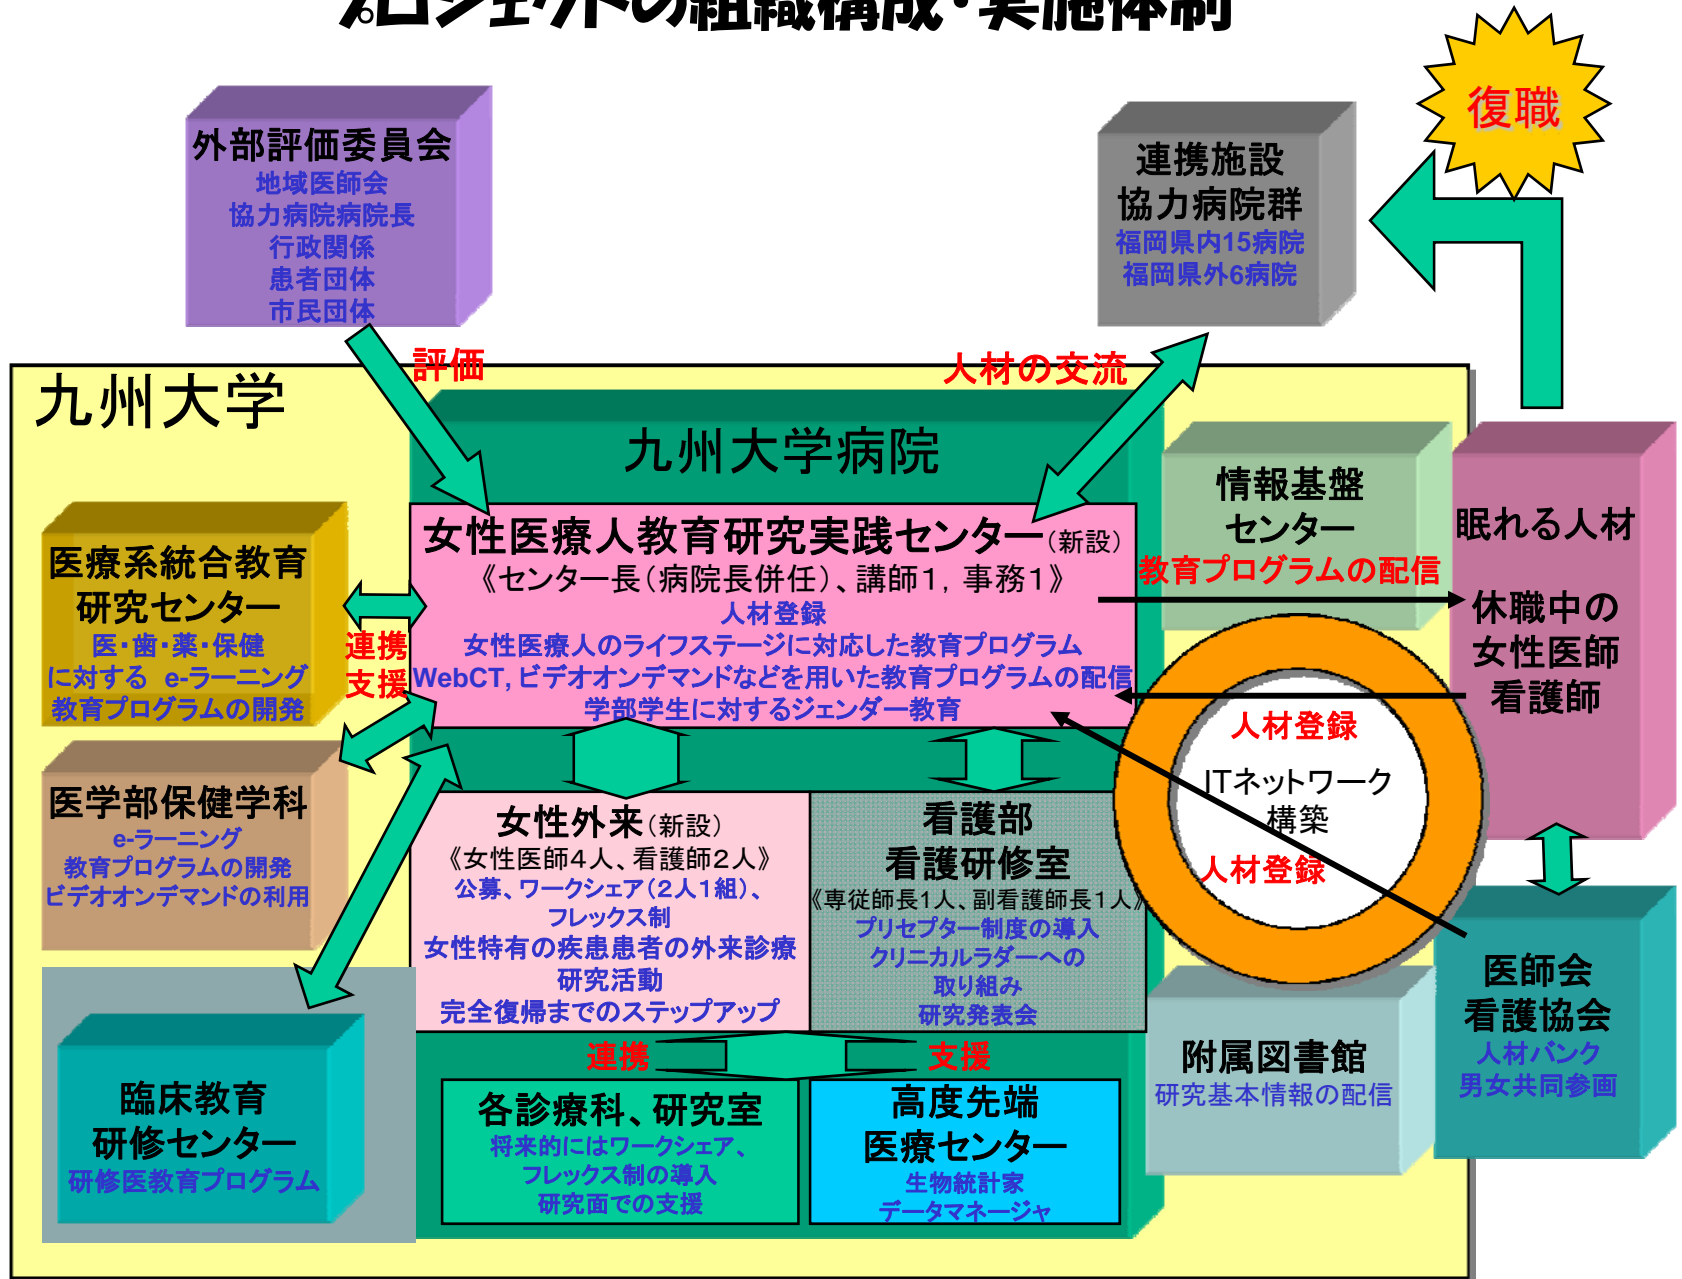 プロジェクトの組織構成・実施体制
復職
外部評価委員会
地域医師会
協力病院病院長
行政関係
患者団体
市民団体
連携施設
協力病院群
福岡県内15病院
福岡県外6病院
評価
人材の交流
九州大学
九州大学病院
女性医療人教育研究実践センター(新設)
《センター長(病院長併任)、講師1, 事務1》
人材登録
女性医療人のライフステージに対応した教育プログラム
WebCT, ビデオオンデマンドなどを用いた教育プログラムの配信
学部学生に対するジェンダー教育
情報基盤
センター
教育プログラムの配信
眠れる人材
休職中の
女性医師
看護師
医療系統合教育
研究センター
医・歯・薬・保健
に対する e-ラーニング
教育プログラムの開発
連携
支援
医学部保健学科
e-ラーニング
教育プログラムの開発
ビデオオンデマンドの利用
女性外来(新設)
《女性医師4人、看護師2人》
公募、ワークシェア(2人1組)、
フレックス制
女性特有の疾患患者の外来診療
研究活動
完全復帰までのステップアップ
看護部
看護研修室
《専従師長1人、副看護師長1人》
プリセプター制度の導入
クリニカルラダーへの
取り組み
研究発表会
人材登録
ITネットワーク
構築
人材登録
医師会
看護協会
人材バンク
男女共同参画
臨床教育
研修センター
研修医教育プログラム
連携
支援
各診療科、研究室
将来的にはワークシェア、
フレックス制の導入
研究面での支援
高度先端
医療センター
生物統計家
データマネージャ
附属図書館
研究基本情報の配信